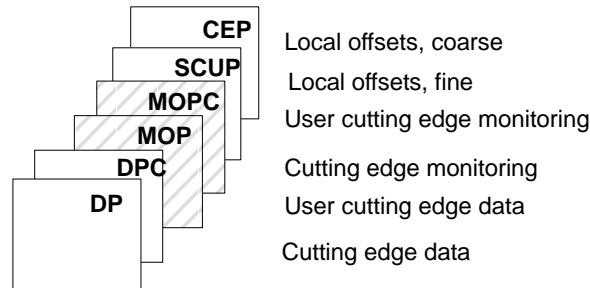 CEP
Local offsets, coarse
SCUP
Local offsets, fine
MOPC
User cutting edge monitoring
MOP
Cutting edge monitoring
DPC
User cutting edge data
DP
Cutting edge data